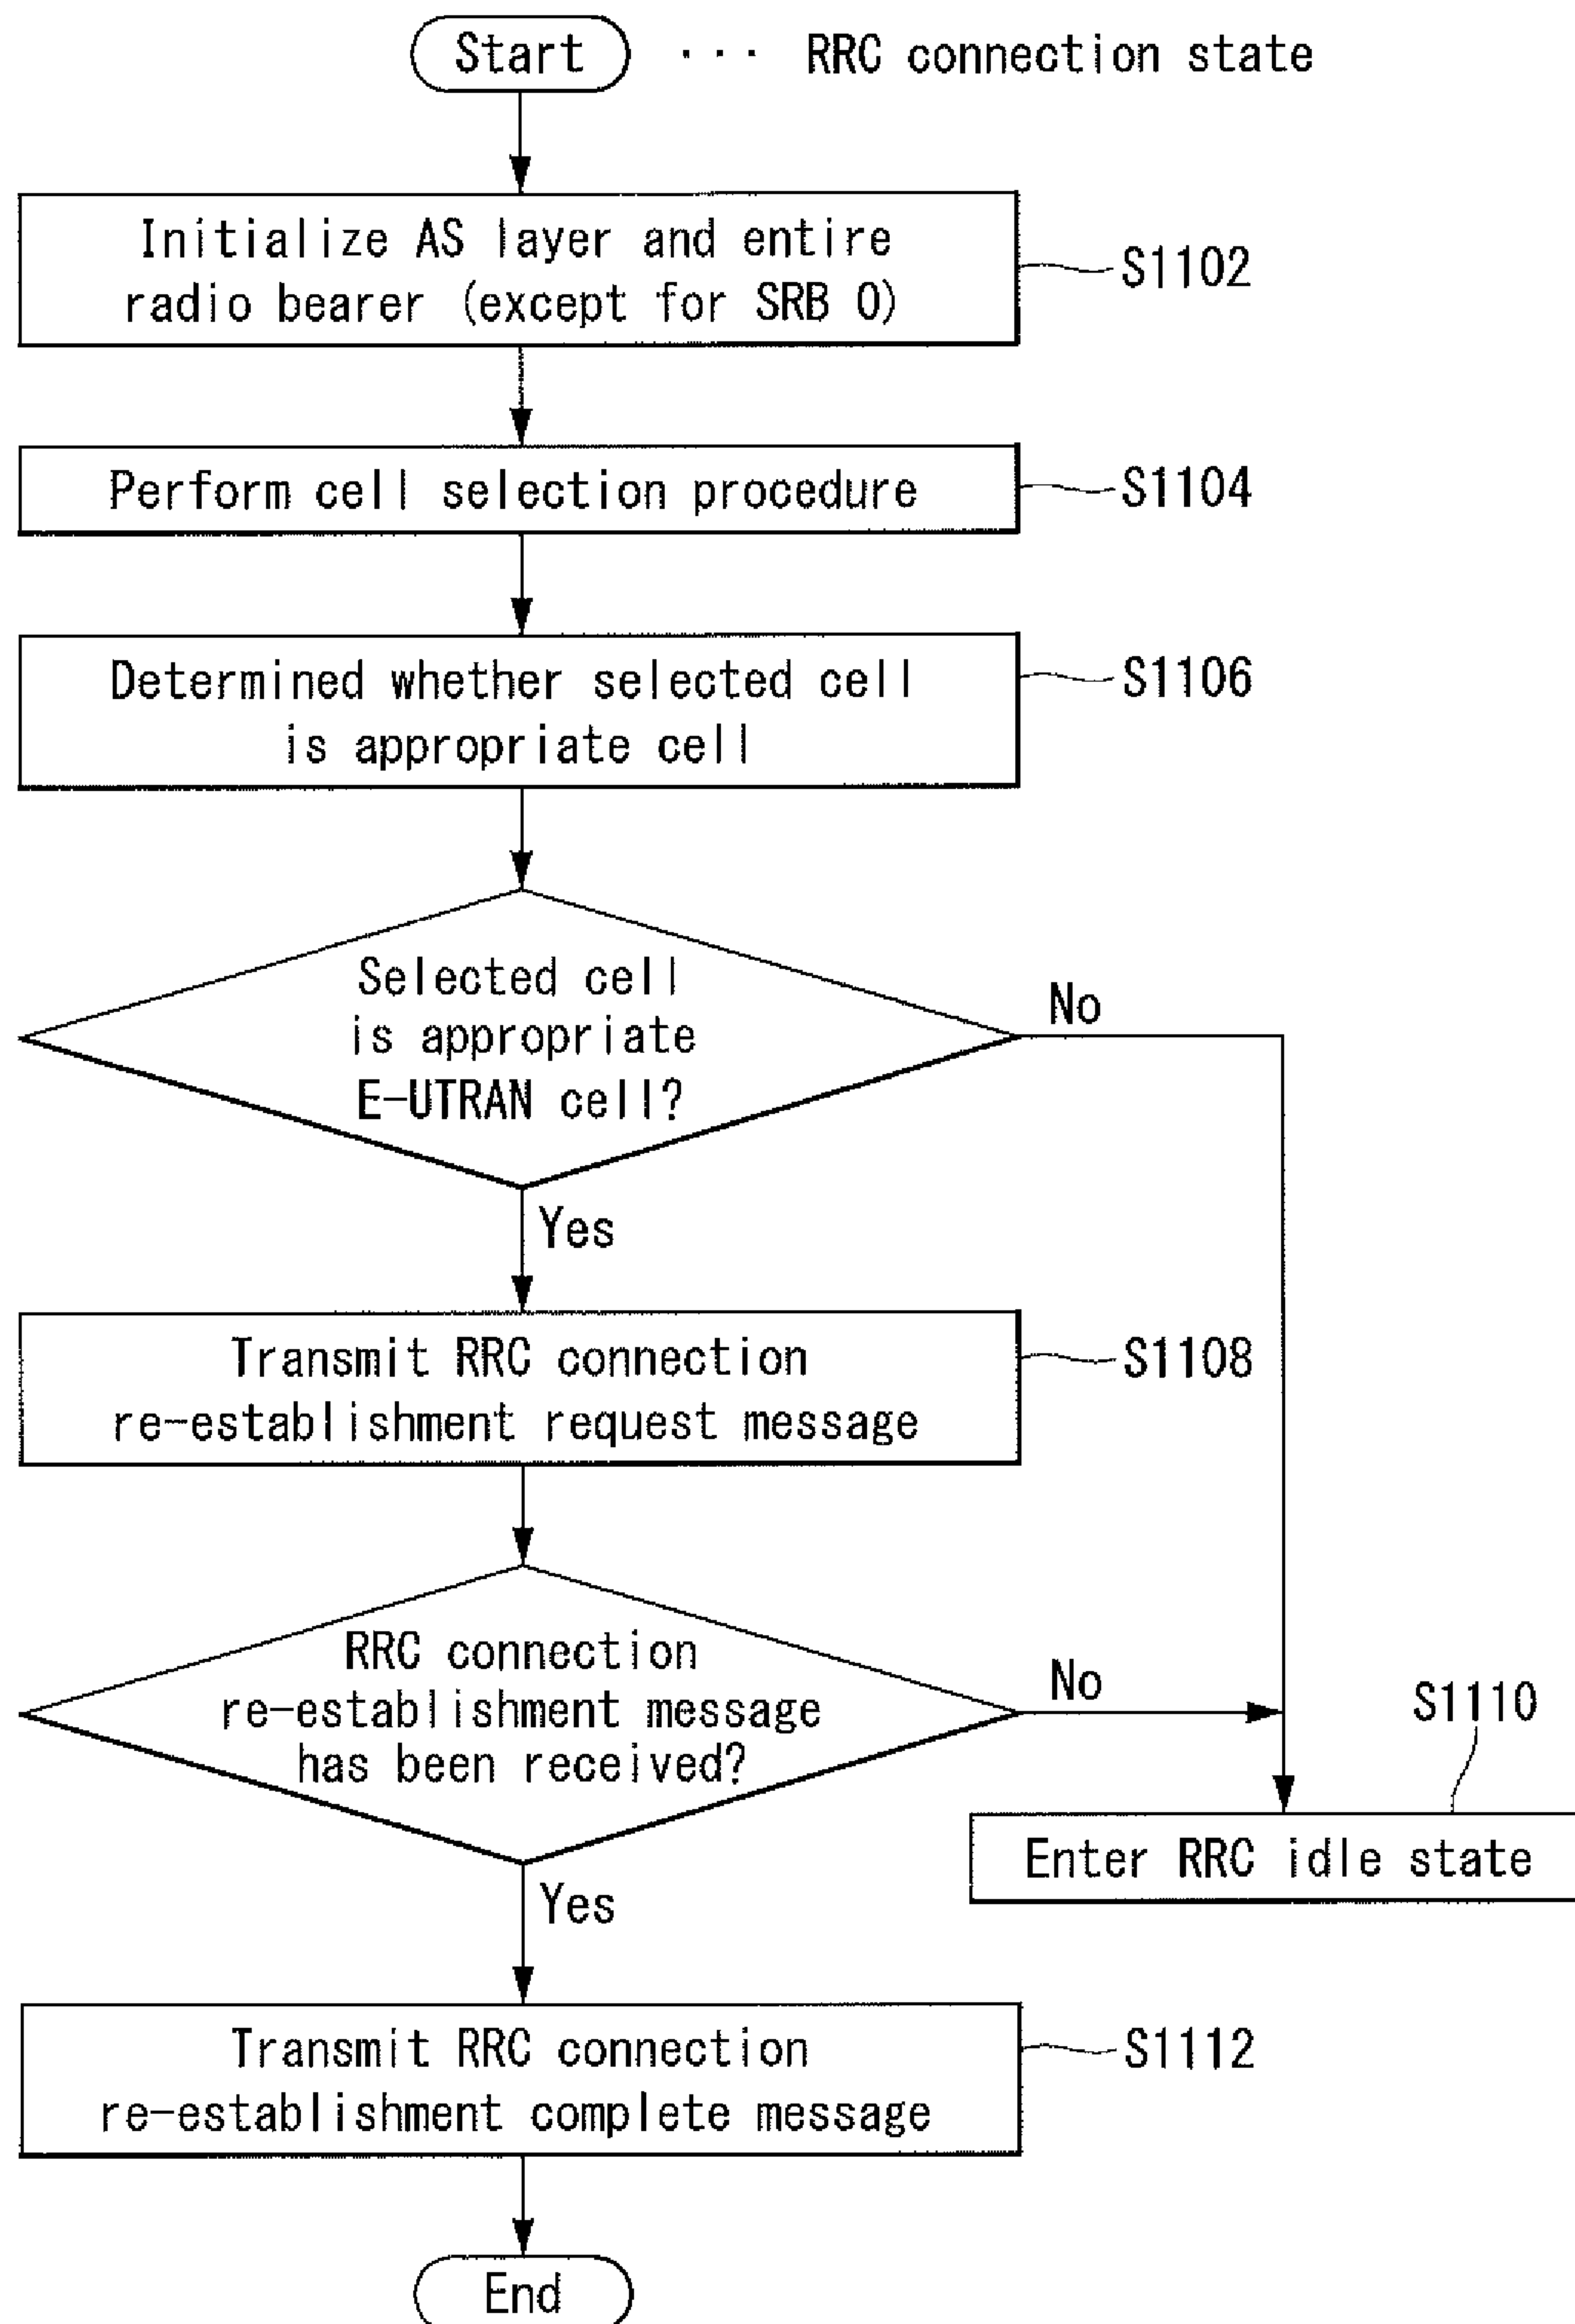 Start ... RRC connection state
Initialize AS layer and entire
radio bearer (except for SRB 0)
S1102
Perform cell selection procedure
S1104
Determined whether selected cell
is appropriate cell
S1106
Selected cell
is appropriate
E-UTRAN cell?
No
Yes
Transmit RRC connection
re-establishment request message
S1108
RRC connection
re-establishment message
has been received?
No
S1110
Enter RRC idle state
Yes
Transmit RRC connection
re-establishment complete message
S1112
End